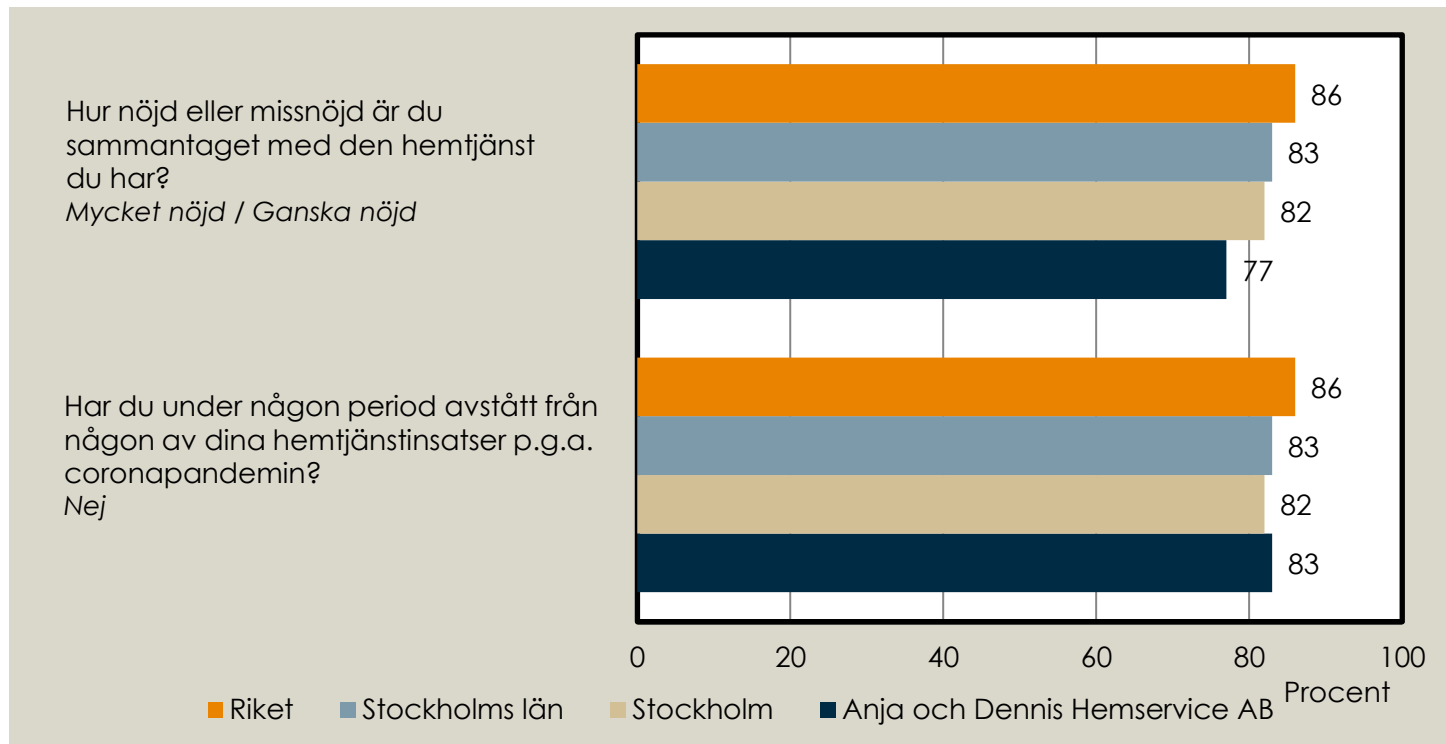 Hur nöjd eller missnöjd är du
sammantaget med den hemtjänst
du har?
Mycket nöjd / Ganska nöjd
86
83
82
77
Har du under någon period avstått från
någon av dina hemtjänstinsatser p.g.a.
coronapandemin?
Nej
86
83
82
83
0 20 40 60 80 100
Procent
Riket Stockholms län Stockholm Anja och Dennis Hemservice AB